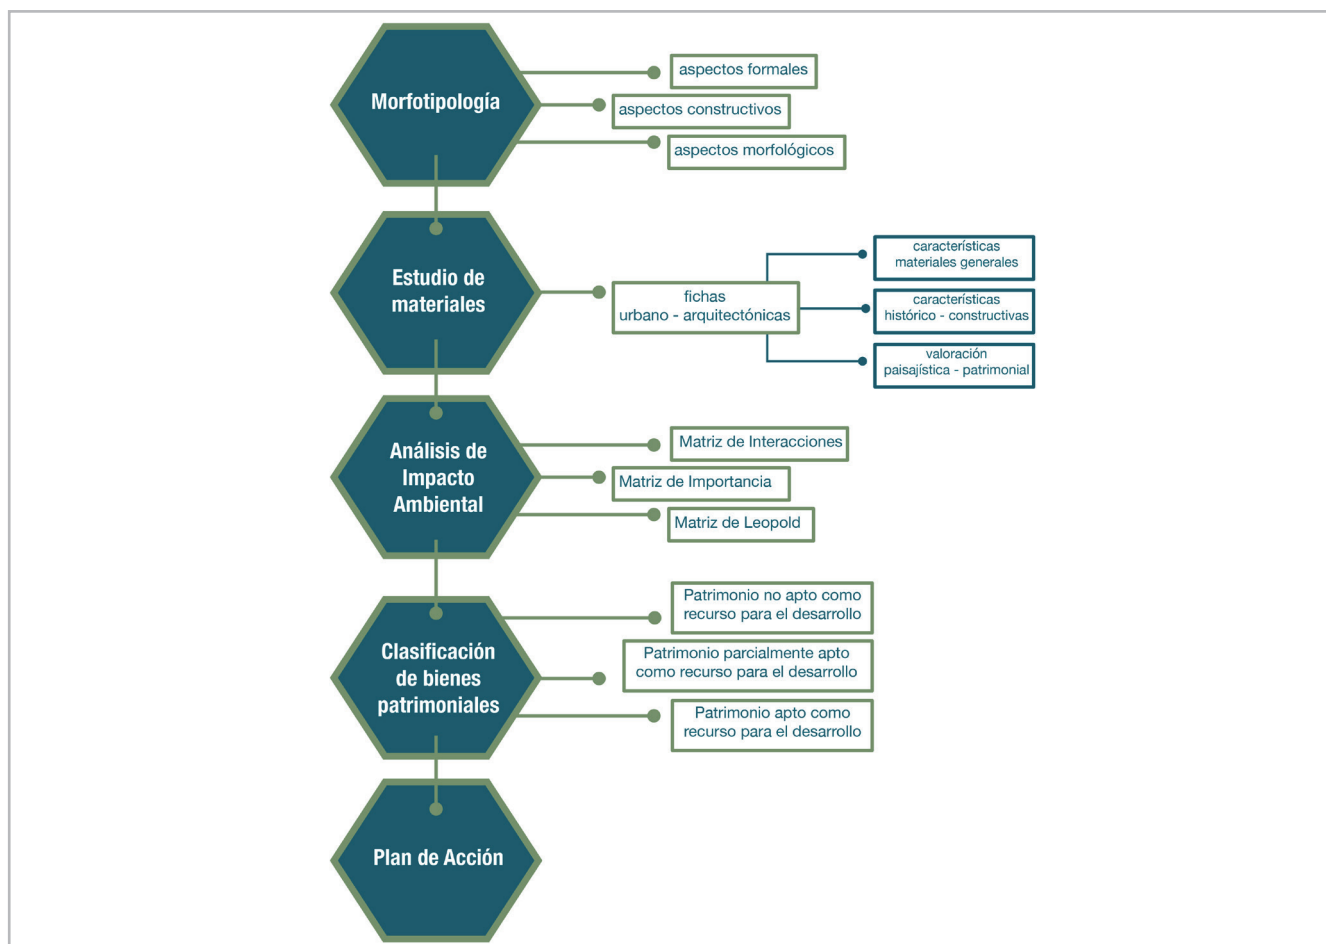 Morfotipología
aspectos formales
aspectos constructivos
aspectos morfológicos
Estudio de
materiales
fichas
urbano - arquitectónicas
características
materiales generales
características
histórico - constructivas
valoración
paisajística - patrimonial
Análisis de
Impacto
Ambiental
Matriz de Interacciones
Matriz de Importancia
Matriz de Leopold
Clasificación
de bienes
patrimoniales
Patrimonio no apto como
recurso para el desarrollo
Patrimonio parcialmente apto
como recurso para el desarrollo
Patrimonio apto como
recurso para el desarrollo
Plan de Acción